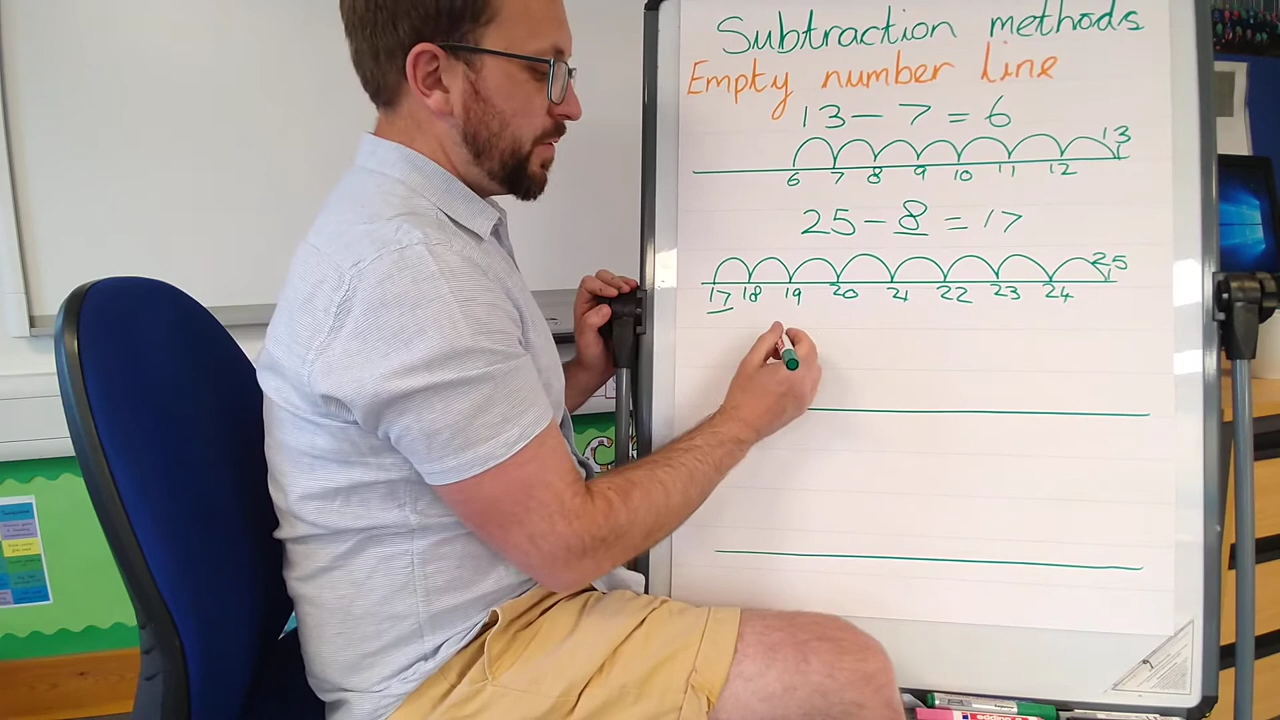 Subtraction methods
Empty number line
13 - 7 = 6
13
6 7 8 9 10 11 12
25 - 8 = 17
25
17 18 19 20 21 22 23 24